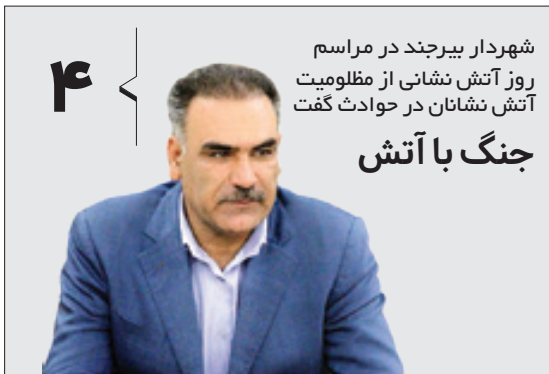 شهردار بیرجند در مراسم
روز آتش نشانی از مظلومیت
آتش نشانان در حوادث گفت
جنگ با آتش
۴